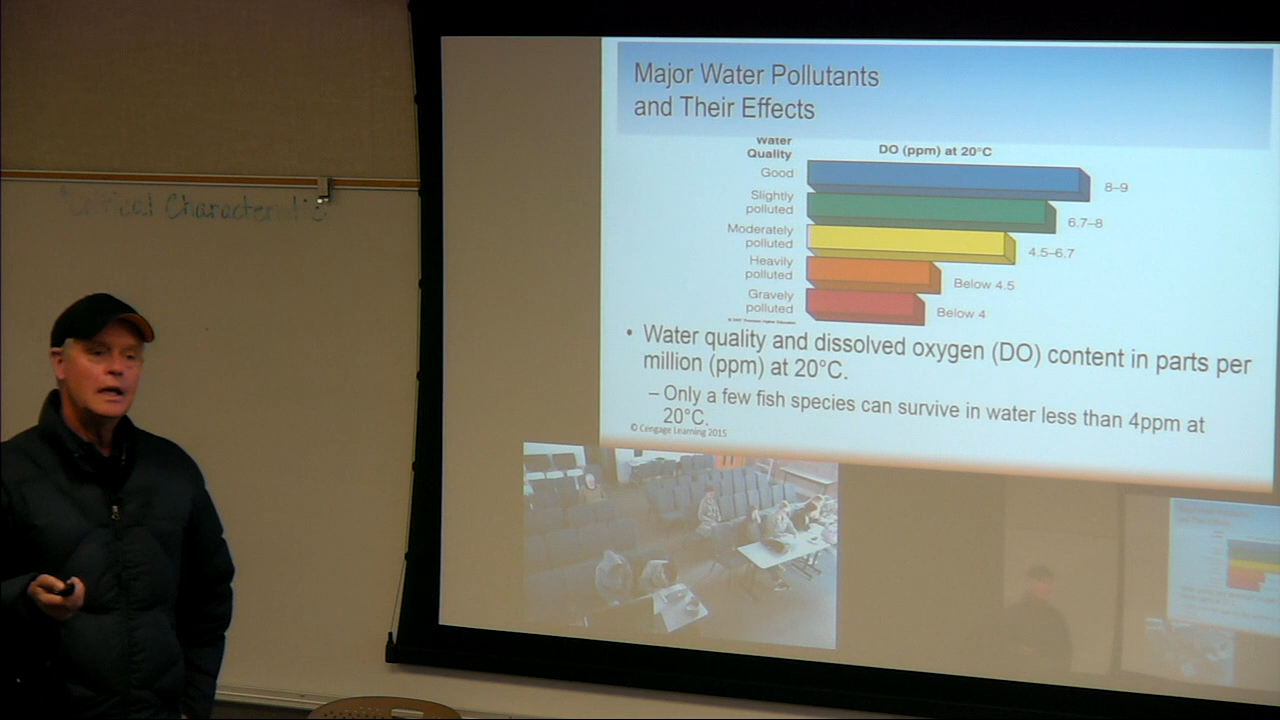 Major Water Pollutants
and Their Effects
Water
Quality
DO (ppm) at 20°C
Good
8–9
Slightly
polluted
6.7–8
Moderately
polluted
4.5–6.7
Heavily
polluted
Below 4.5
Gravely
polluted
Below 4
• Water quality and dissolved oxygen (DO) content in parts per
million (ppm) at 20°C.
– Only a few fish species can survive in water less than 4ppm at
20°C.
© Cengage Learning 2015